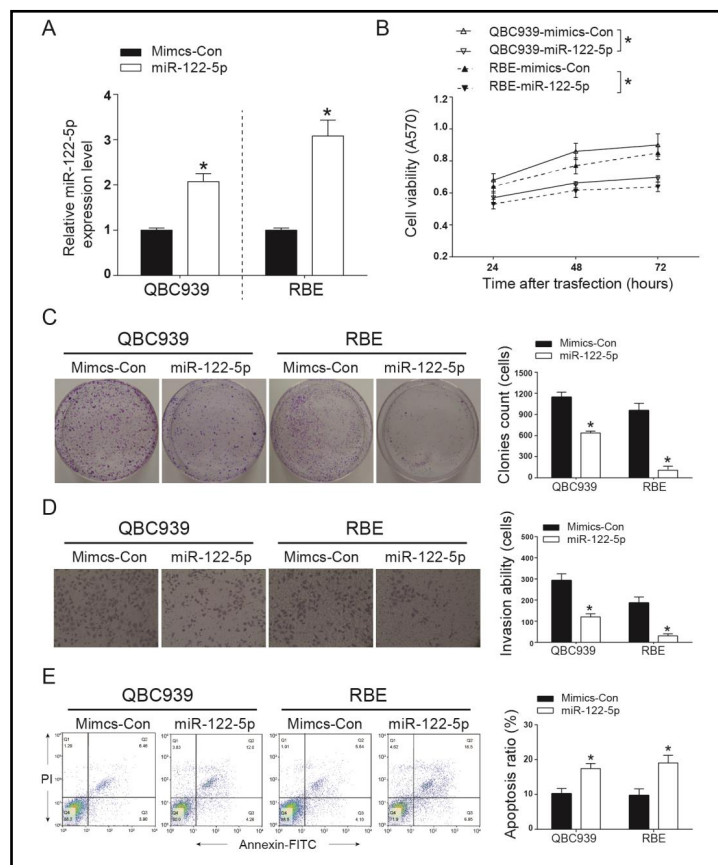 A
Mimcs-Con
miR-122-5p
Relative miR-122-5p
expression level
4
3
2
1
0
*
*
QBC939
RBE
B
QBC939-mimics-Con
QBC939-miR-122-5p
*
RBE-mimics-Con
RBE-miR-122-5p
*
Cell viability (A570)
1.0
0.8
0.6
0.4
0.2
24
48
72
Time after trasfection (hours)
C
QBC939
RBE
Mimcs-Con
miR-122-5p
Mimcs-Con
miR-122-5p
Mimics-Con
miR-122-5p
Clonies count (cells)
1500
1200
900
600
300
0
*
*
QBC939
RBE
D
QBC939
RBE
Mimcs-Con
miR-122-5p
Mimcs-Con
miR-122-5p
Mimics-Con
miR-122-5p
Invasion ability (cells)
500
400
300
200
100
0
*
*
QBC939
RBE
E
QBC939
RBE
Mimcs-Con
miR-122-5p
Mimcs-Con
miR-122-5p
PI
Annexin-FITC
Mimics-Con
miR-122-5p
Apoptosis ratio (%)
30
20
10
0
*
*
QBC939
RBE